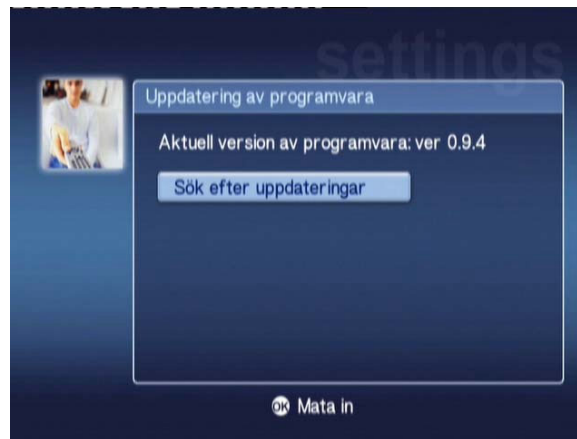 settings
Uppdatering av programvara
Aktuell version av programvara: ver 0.9.4
Sök efter uppdateringar
OK Mata in